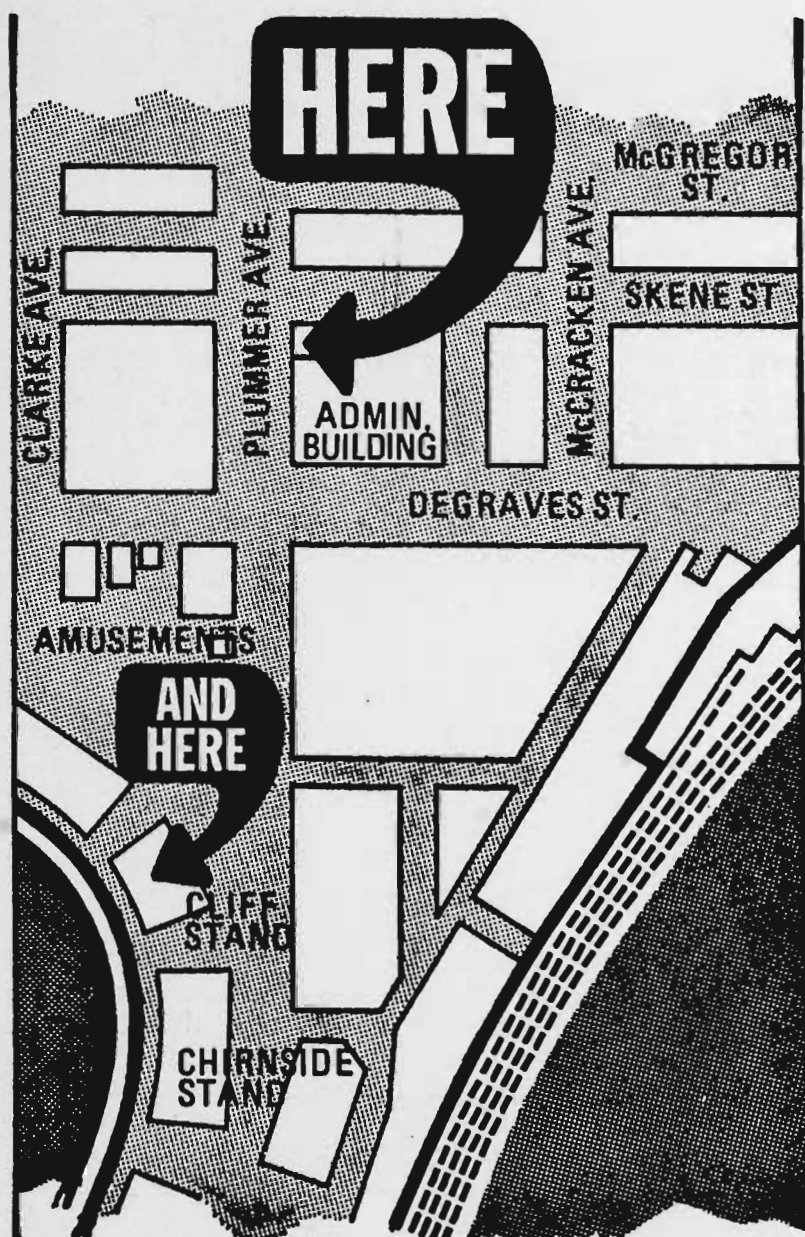 HERE
McGREGOR
ST.
CLARKE AVE.
PLUMMER AVE.
McCRACKEN AVE.
SKENE ST
ADMIN.
BUILDING
DEGRAVES ST.
AMUSEMENTS
AND
HERE
CLIFF
STAND
CHIRNSIDE
STAND